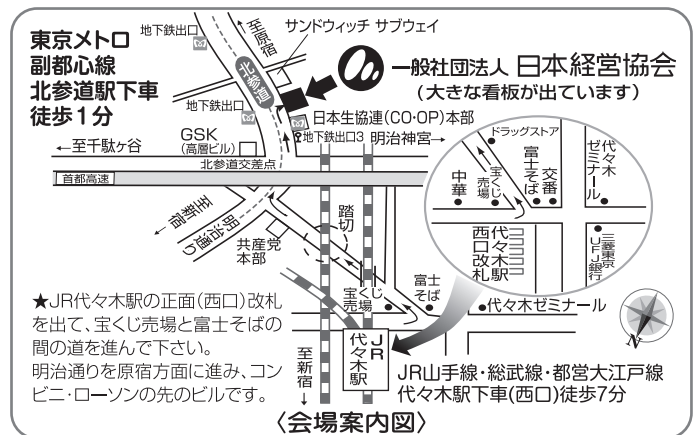 東京メトロ
副都心線
北参道駅下車
徒歩1分
地下鉄出口
至原宿
サンドウィッチ サブウェイ
北参道
一般社団法人 日本経営協会
(大きな看板が出ています)
地下鉄出口
日本生協連(CO・OP)本部
地下鉄出口3
明治神宮→
GSK
(高層ビル)
←至千駄ヶ谷
北参道交差点
首都高速
至新宿
明治通り
共産党
本部
踏切
宝くじ
売場
富士
そば
代々木ゼミナール
ドラッグストア
中華
宝くじ
売場
富士そば
交番
代々木
ゼミナール
代々木駅
西口改札
三菱東京
UFJ銀行
★JR代々木駅の正面(西口)改札
を出て、宝くじ売場と富士そばの
間の道を進んで下さい。
明治通りを原宿方面に進み、コン
ビニ・ローソンの先のビルです。
至新宿
JR
代々木駅
N
JR山手線・総武線・都営大江戸線
代々木駅下車(西口)徒歩7分
〈会場案内図〉